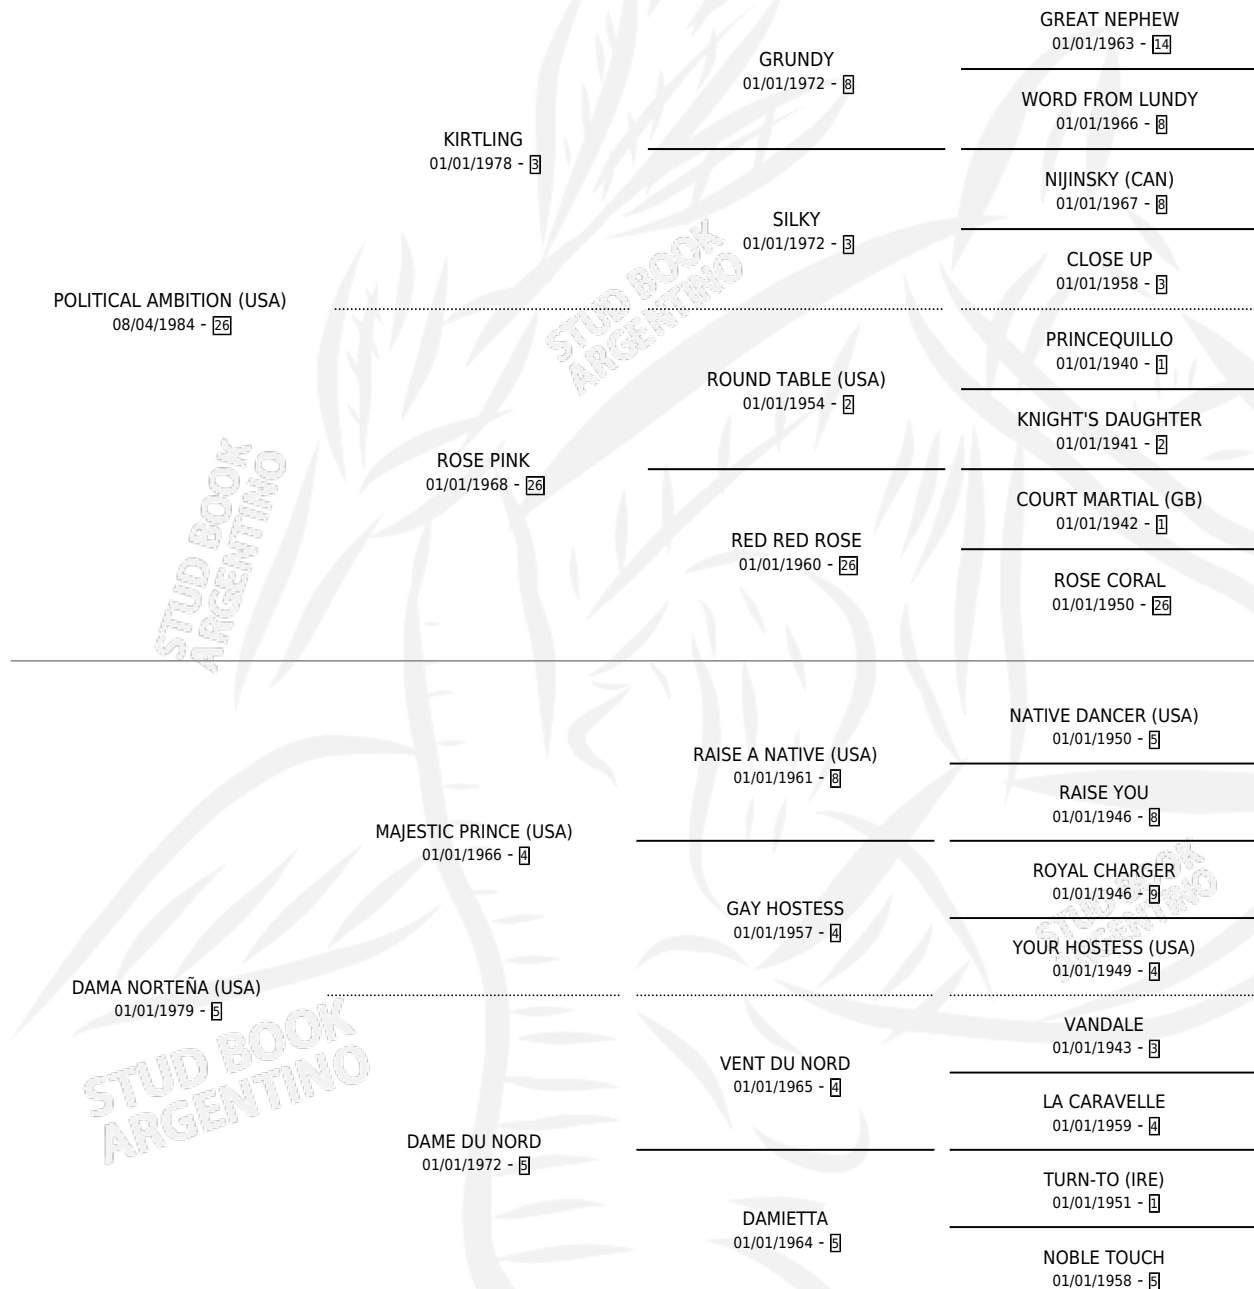 GREAT NEPHEW
01/01/1963 - 14
GRUNDY
01/01/1972 - 8
WORD FROM LUNDY
01/01/1966 - 8
KIRTLING
01/01/1978 - 3
NIJINSKY (CAN)
01/01/1967 - 8
SILKY
01/01/1972 - 3
CLOSE UP
01/01/1958 - 3
POLITICAL AMBITION (USA)
08/04/1984 - 26
PRINCEQUILLO
01/01/1940 - 1
ROUND TABLE (USA)
01/01/1954 - 2
KNIGHT'S DAUGHTER
01/01/1941 - 2
ROSE PINK
01/01/1968 - 26
COURT MARTIAL (GB)
01/01/1942 - 1
RED RED ROSE
01/01/1960 - 26
ROSE CORAL
01/01/1950 - 26
NATIVE DANCER (USA)
01/01/1950 - 5
RAISE A NATIVE (USA)
01/01/1961 - 8
RAISE YOU
01/01/1946 - 8
MAJESTIC PRINCE (USA)
01/01/1966 - 4
ROYAL CHARGER
01/01/1946 - 9
GAY HOSTESS
01/01/1957 - 4
YOUR HOSTESS (USA)
01/01/1949 - 4
DAMA NORTEÑA (USA)
01/01/1979 - 5
VANDALE
01/01/1943 - 3
VENT DU NORD
01/01/1965 - 4
LA CARAVELLE
01/01/1959 - 4
DAME DU NORD
01/01/1972 - 5
TURN-TO (IRE)
01/01/1951 - 1
DAMIETTA
01/01/1964 - 5
NOBLE TOUCH
01/01/1958 - 5
STUD BOOK
ARGENTINO
STUD BOOK
ARGENTINO
STUD BOOK
ARGENTINO
STUD BOOK
ARGENTINO